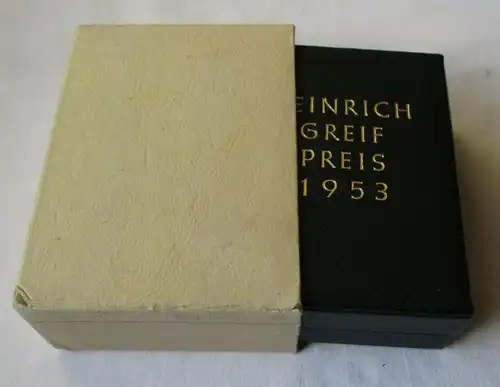 EINRICH
GREIF
PREIS
1953